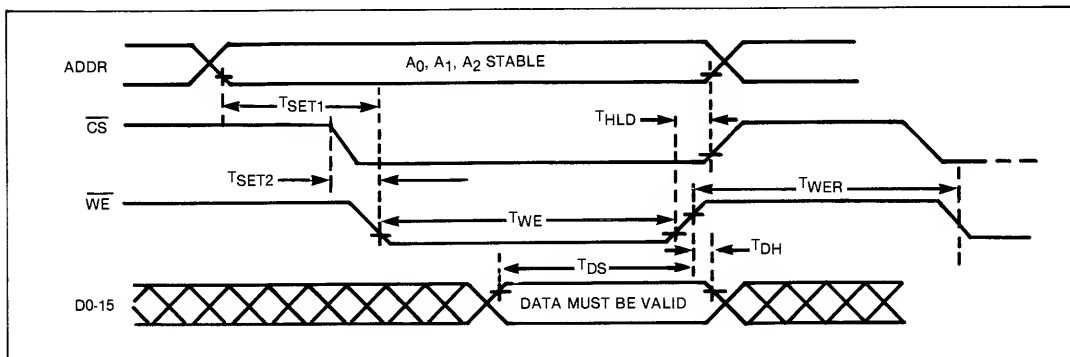 ADDR
A0, A1, A2 STABLE
TSET1
THLD
CS
TSET2
TWER
WE
TWE
TDH
TDS
D0-15
DATA MUST BE VALID